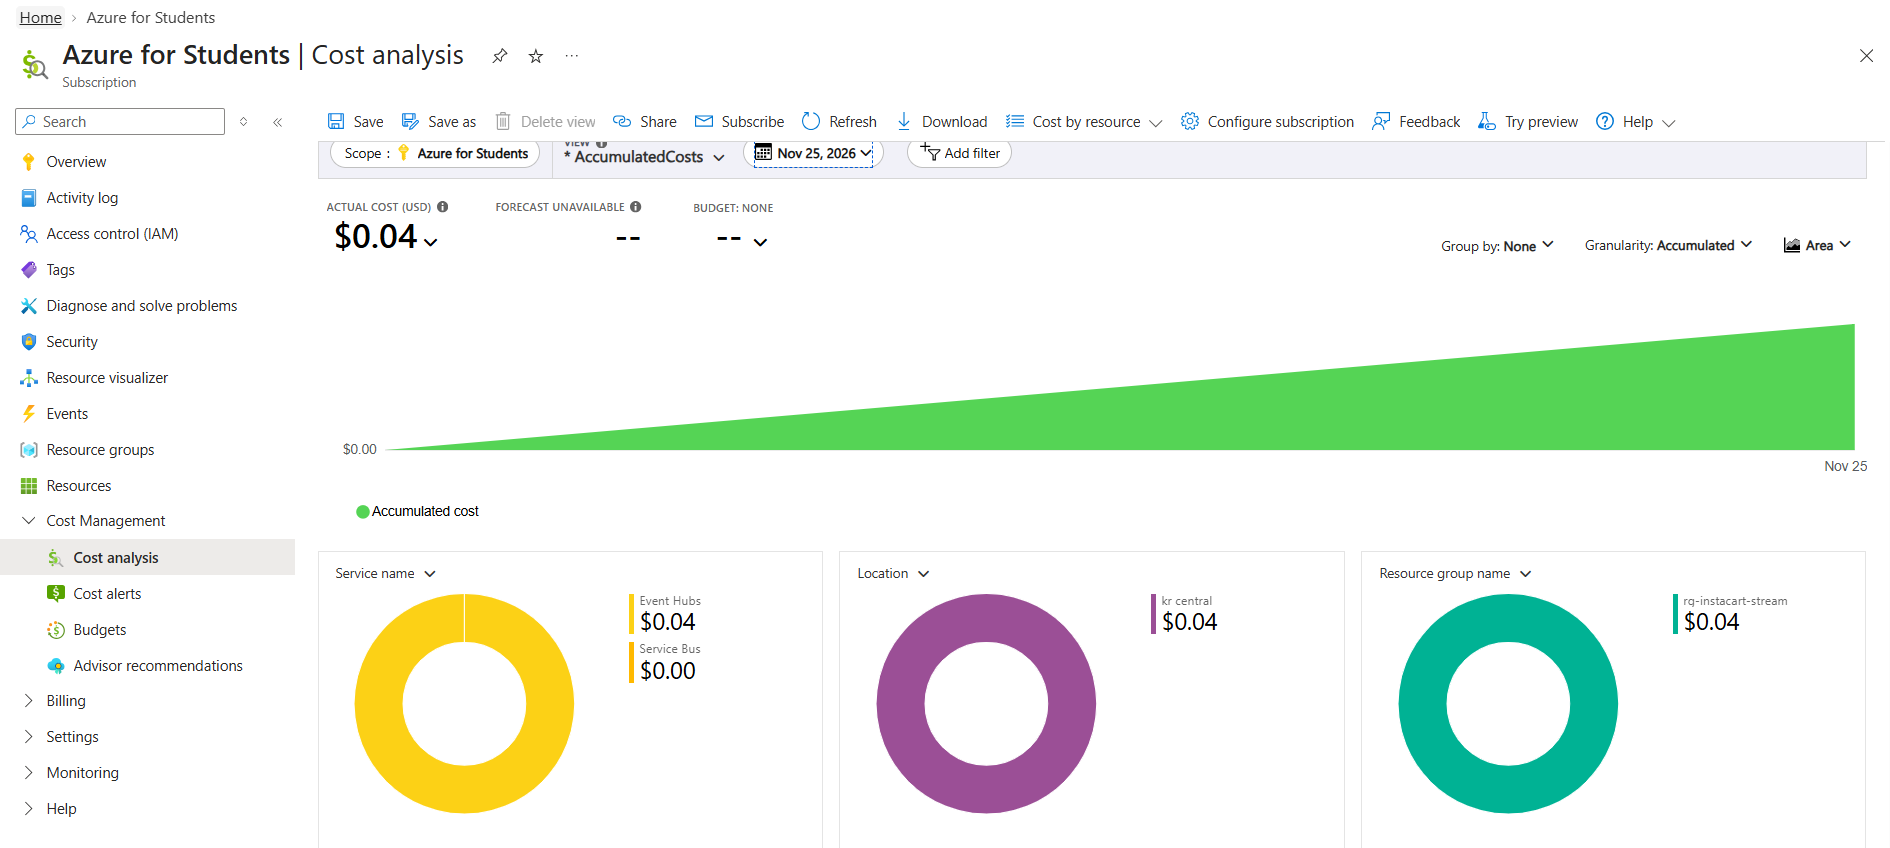 Home > Azure for Students
Azure for Students | Cost analysis
Subscription
Search
Save Save as Delete view Share Subscribe Refresh Download Cost by resource Configure subscription Feedback Try preview Help
Overview
Activity log
Access control (IAM)
Tags
Diagnose and solve problems
Security
Resource visualizer
Events
Resource groups
Resources
Cost Management
Cost analysis
Cost alerts
Budgets
Advisor recommendations
Billing
Settings
Monitoring
Help
VIEW
Scope : Azure for Students * AccumulatedCosts Nov 25, 2026 Add filter
ACTUAL COST (USD) FORECAST UNAVAILABLE BUDGET: NONE
$0.04 -- --
Group by: None Granularity: Accumulated Area
$0.00
Nov 25
Accumulated cost
Service name
Event Hubs
$0.04
Service Bus
$0.00
Location
kr central
$0.04
Resource group name
rg-instacart-stream
$0.04